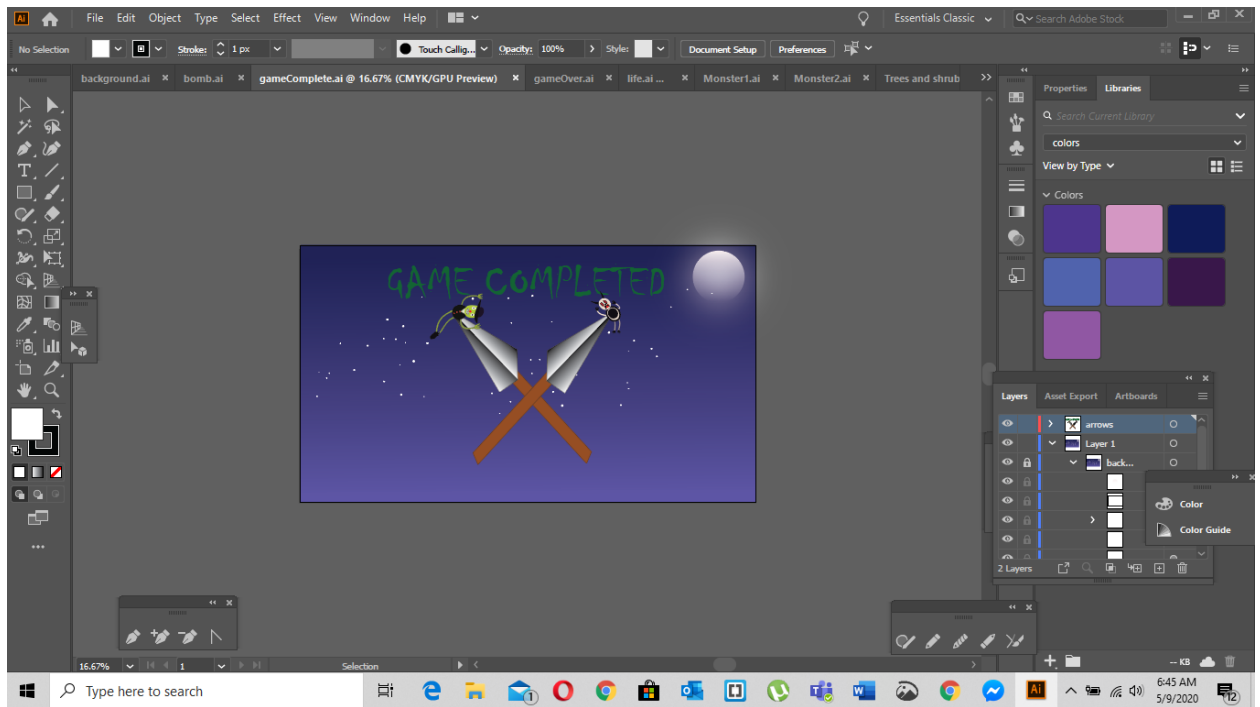 Ai File Edit Object Type Select Effect View Window Help Essentials Classic Search Adobe Stock
No Selection Stroke: 1 px Touch Callig... Opacity: 100% Style: Document Setup Preferences
background.ai × bomb.ai × gameComplete.ai @ 16.67% (CMYK/GPU Preview) × gameOver.ai × life.ai ... × Monster1.ai × Monster2.ai × Trees and shrub
Properties Libraries
Search Current Library
colors
View by Type
Colors
GAME COMPLETED
Layers Asset Export Artboards
arrows
Layer 1
back...
Color
Color Guide
2 Layers
16.67% 1 Selection
-- KB
Type here to search
1
Ai
6:45 AM
5/9/2020
12